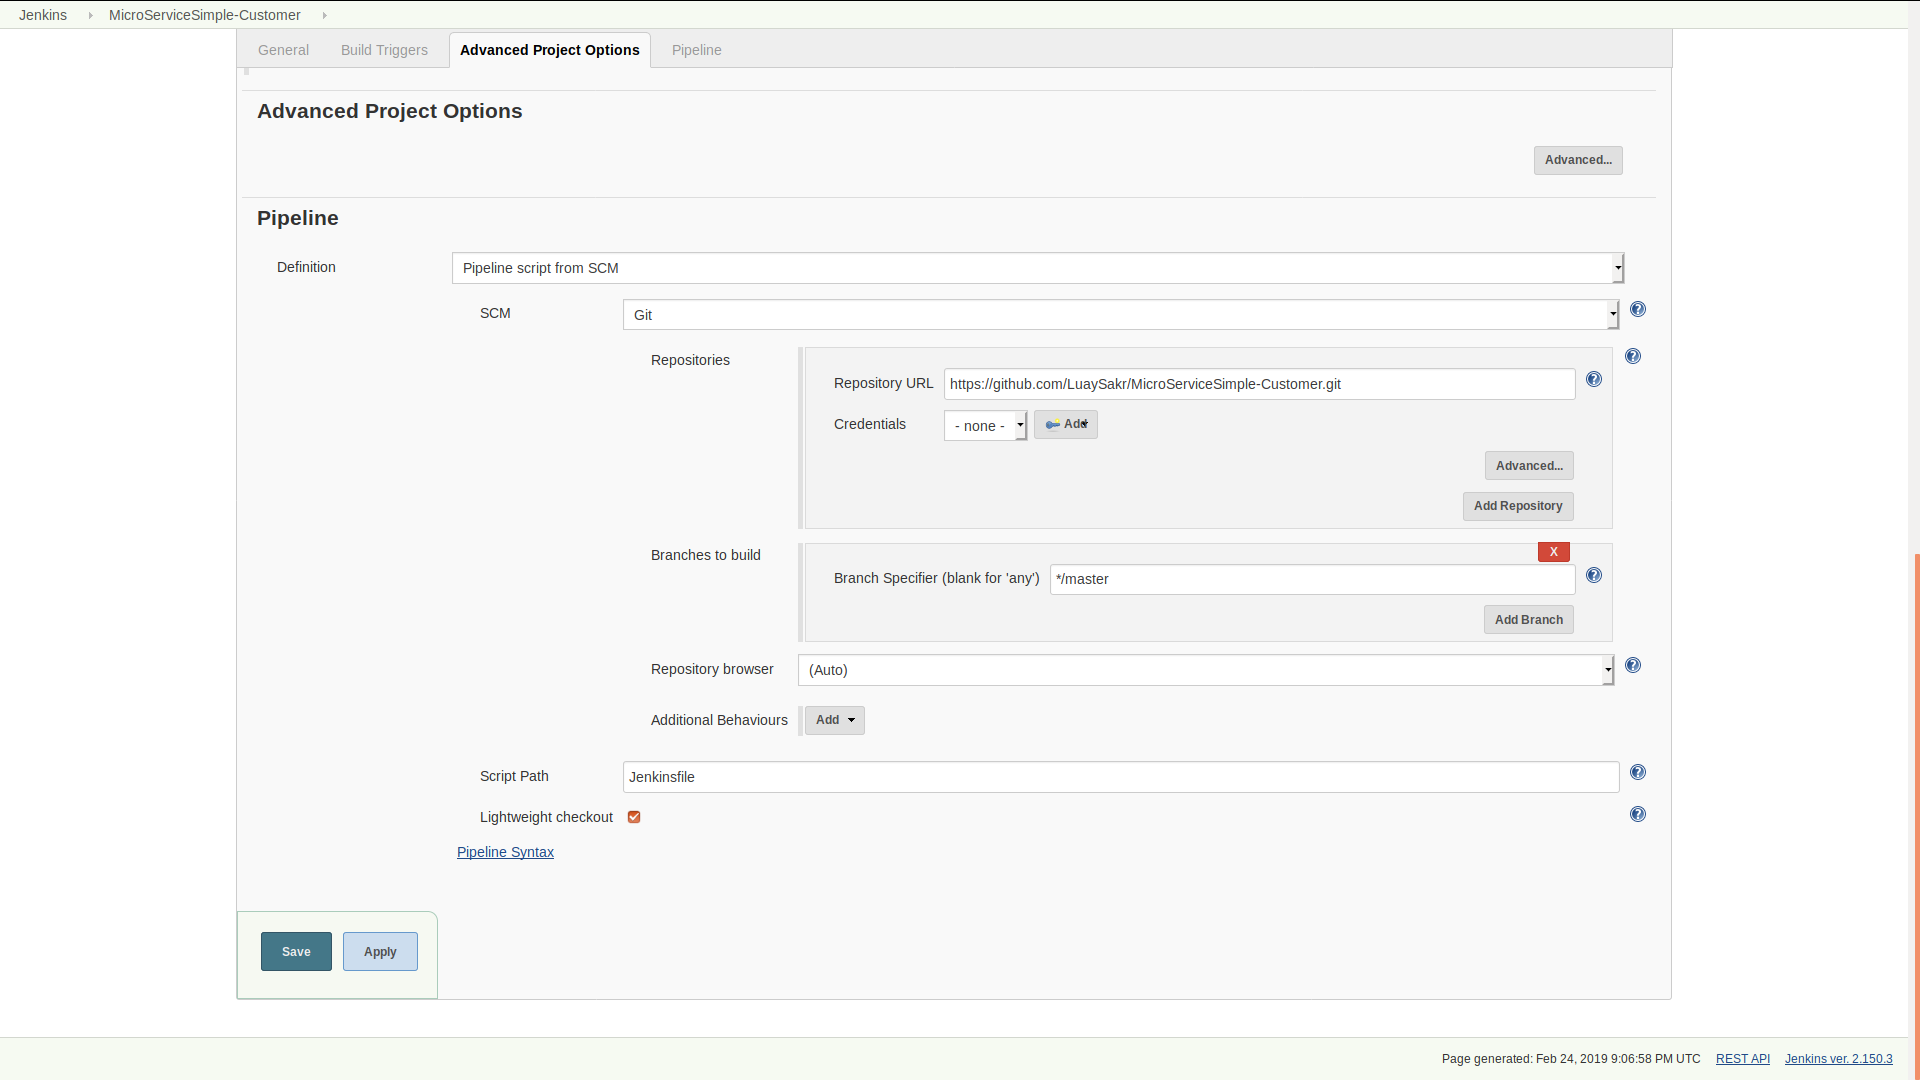 Jenkins MicroServiceSimple-Customer
General Build Triggers Advanced Project Options Pipeline
Advanced Project Options
Advanced...
Pipeline
Definition Pipeline script from SCM
SCM Git
Repositories
Repository URL https://github.com/LuaySakr/MicroServiceSimple-Customer.git
Credentials - none - Add
Advanced...
Add Repository
Branches to build X
Branch Specifier (blank for 'any') */master
Add Branch
Repository browser (Auto)
Additional Behaviours Add
Script Path Jenkinsfile
Lightweight checkout
Pipeline Syntax
Save Apply
Page generated: Feb 24, 2019 9:06:58 PM UTC REST API Jenkins ver. 2.150.3